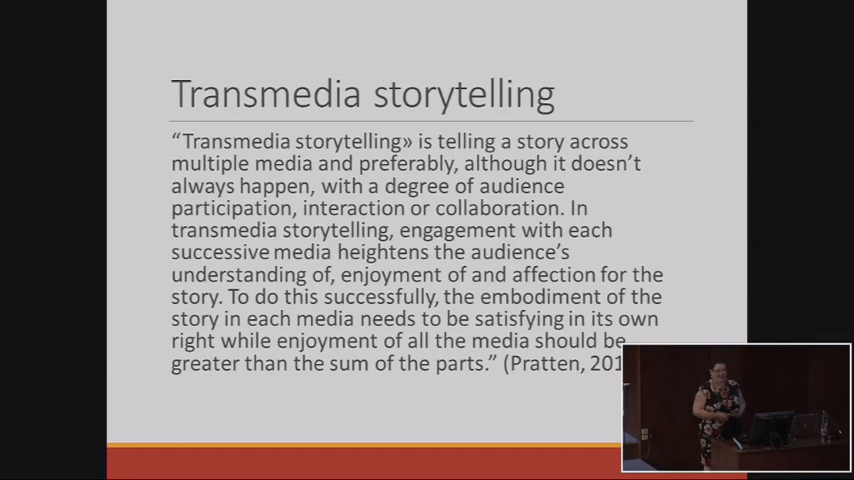 Transmedia storytelling
“Transmedia storytelling» is telling a story across
multiple media and preferably, although it doesn’t
always happen, with a degree of audience
participation, interaction or collaboration. In
transmedia storytelling, engagement with each
successive media heightens the audience’s
understanding of, enjoyment of and affection for the
story. To do this successfully, the embodiment of the
story in each media needs to be satisfying in its own
right while enjoyment of all the media should be
greater than the sum of the parts.” (Pratten, 201